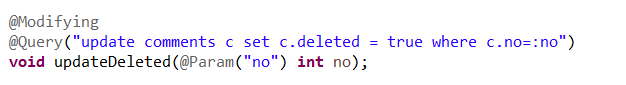 @Modifying
@Query("update comments c set c.deleted = true where c.no=:no")
void updateDeleted(@Param("no") int no);